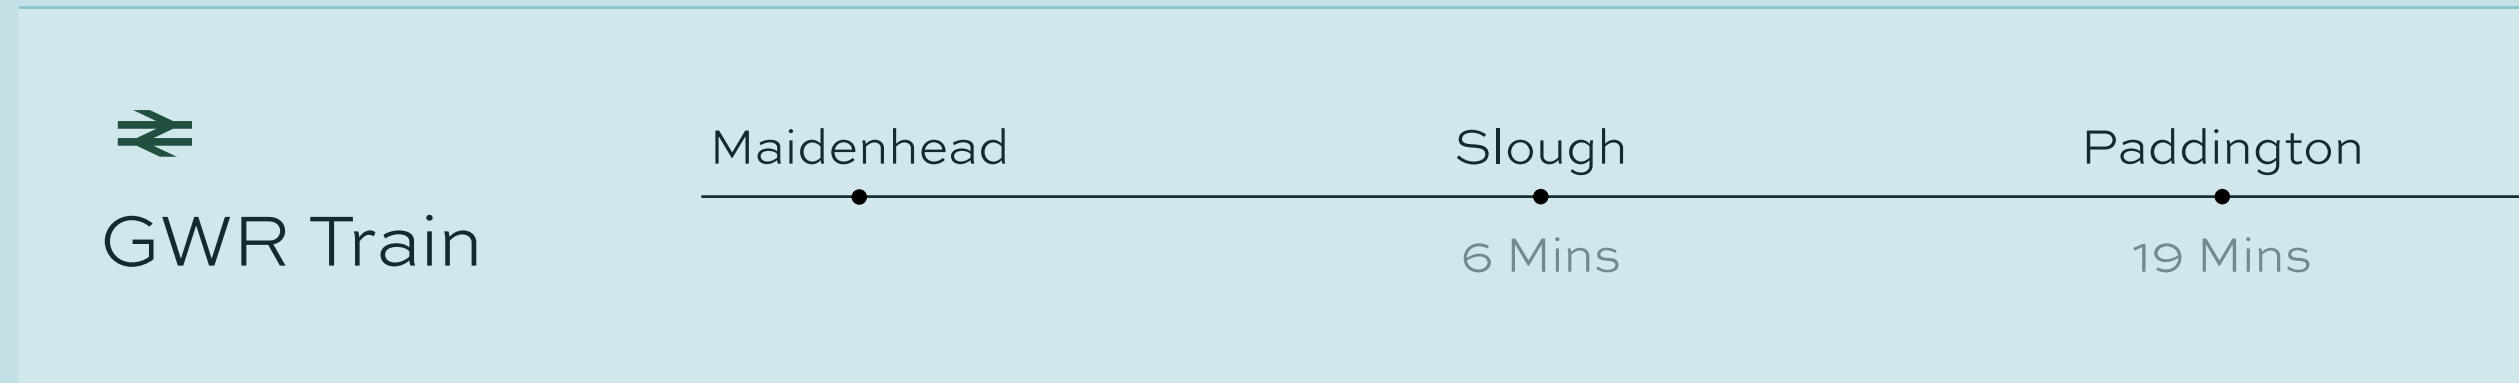 Maidenhead
Slough
Paddington
GWR Train
6 Mins
19 Mins